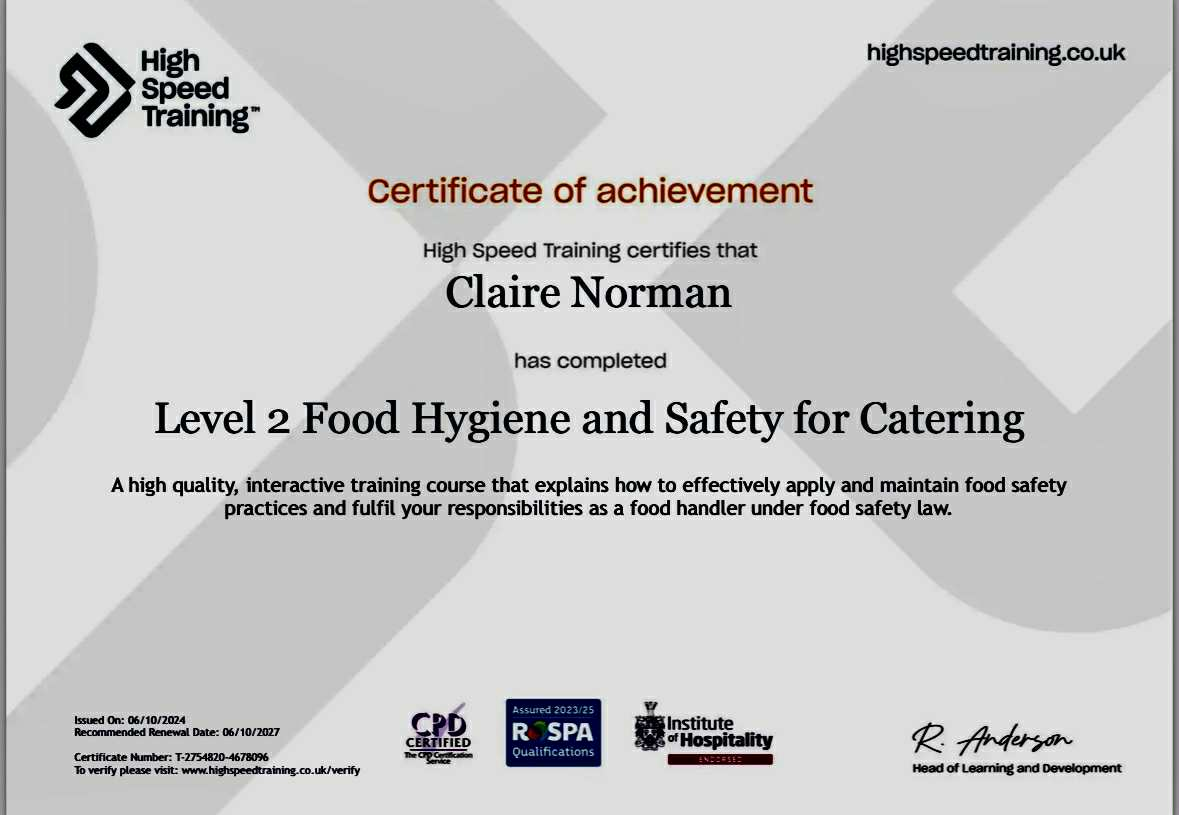 High
Speed
Training™
highspeedtraining.co.uk
Certificate of achievement
High Speed Training certifies that
Claire Norman
has completed
Level 2 Food Hygiene and Safety for Catering
A high quality, interactive training course that explains how to effectively apply and maintain food safety
practices and fulfil your responsibilities as a food handler under food safety law.
Issued On: 06/10/2024
Recommended Renewal Date: 06/10/2027
Certificate Number: T-2754820-4678096
To verify please visit: www.highspeedtraining.co.uk/verify
CPD
CERTIFIED
The CPD Certification
Service
Assured 2023/25
RoSPA
Qualifications
Institute
of Hospitality
ENDORSED
R. Anderson
Head of Learning and Development